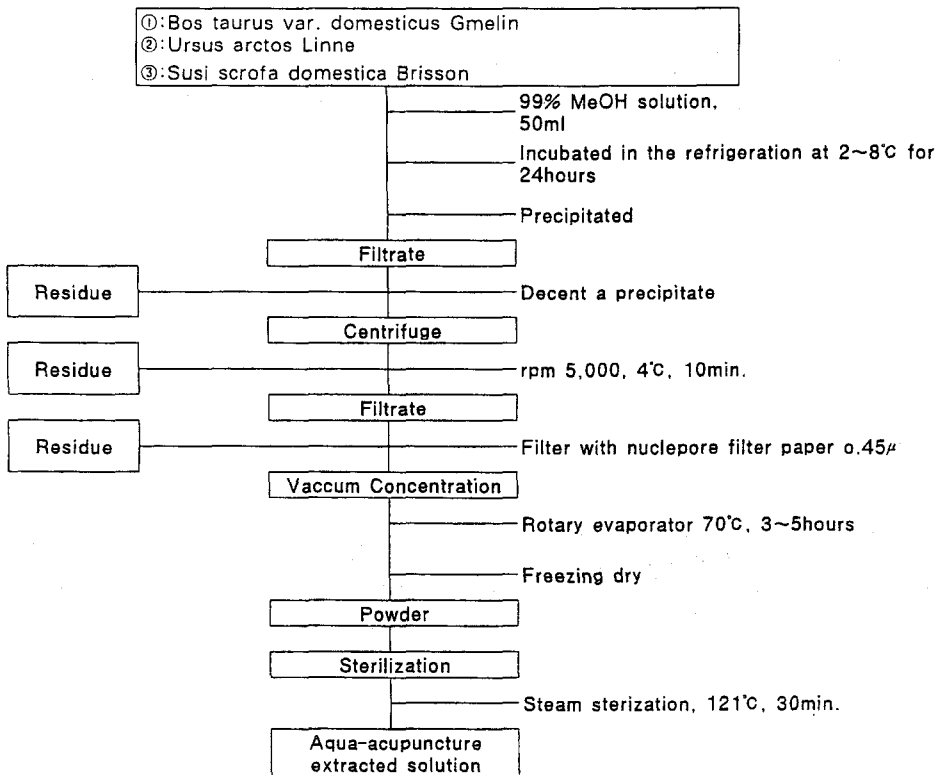 ①:Bos taurus var. domesticus Gmelin
②:Ursus arctos Linne
③:Susi scrofa domestica Brisson
99% MeOH solution,
50ml
Incubated in the refrigeration at 2~8℃ for
24hours
Precipitated
Filtrate
Residue
Decent a precipitate
Centrifuge
Residue
rpm 5,000, 4℃, 10min.
Filtrate
Residue
Filter with nuclepore filter paper o.45μ
Vaccum Concentration
Rotary evaporator 70℃, 3~5hours
Freezing dry
Powder
Sterilization
Steam sterization, 121℃, 30min.
Aqua-acupuncture
extracted solution